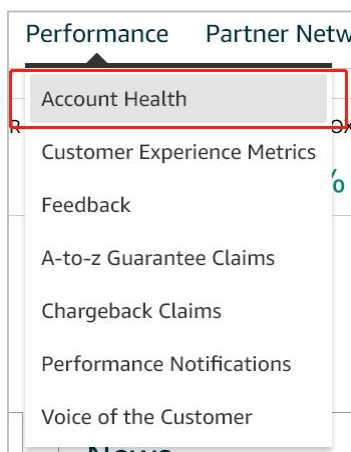 Performance Partner Netw
Account Health
Customer Experience Metrics
%
Feedback
A-to-z Guarantee Claims
Chargeback Claims
Performance Notifications
Voice of the Customer